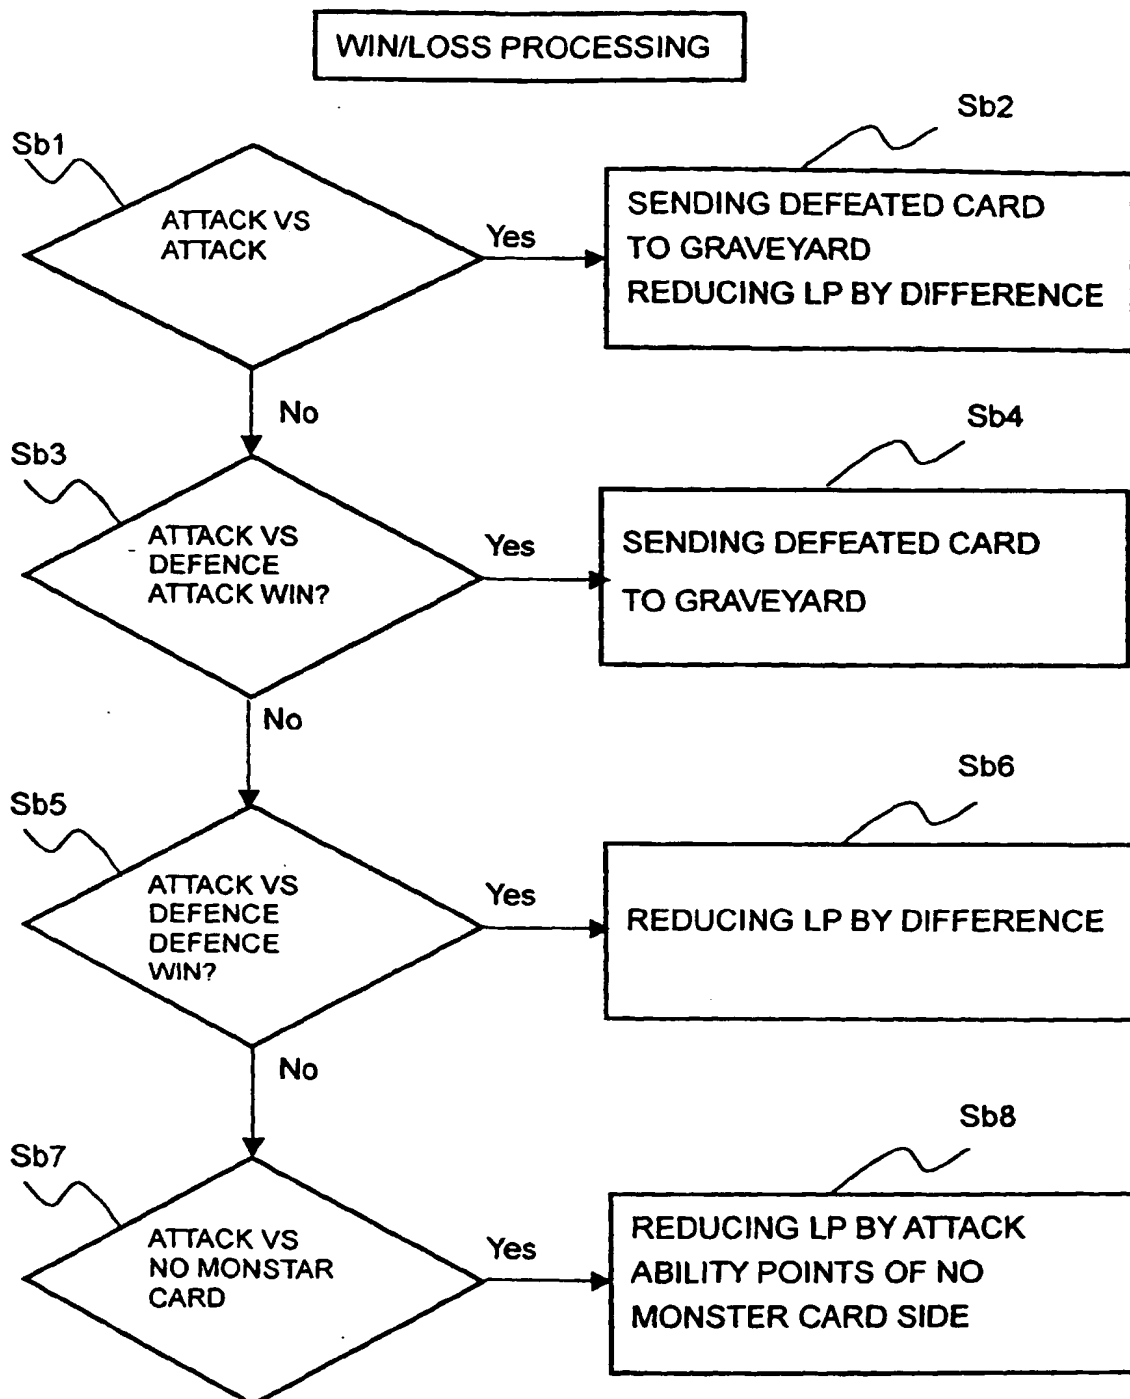 WIN/LOSS PROCESSING
Sb1
ATTACK VS
ATTACK
Yes
Sb2
SENDING DEFEATED CARD
TO GRAVEYARD
REDUCING LP BY DIFFERENCE
No
Sb3
ATTACK VS
DEFENCE
ATTACK WIN?
Yes
Sb4
SENDING DEFEATED CARD
TO GRAVEYARD
No
Sb5
ATTACK VS
DEFENCE
DEFENCE
WIN?
Yes
Sb6
REDUCING LP BY DIFFERENCE
No
Sb7
ATTACK VS
NO MONSTAR
CARD
Yes
Sb8
REDUCING LP BY ATTACK
ABILITY POINTS OF NO
MONSTER CARD SIDE